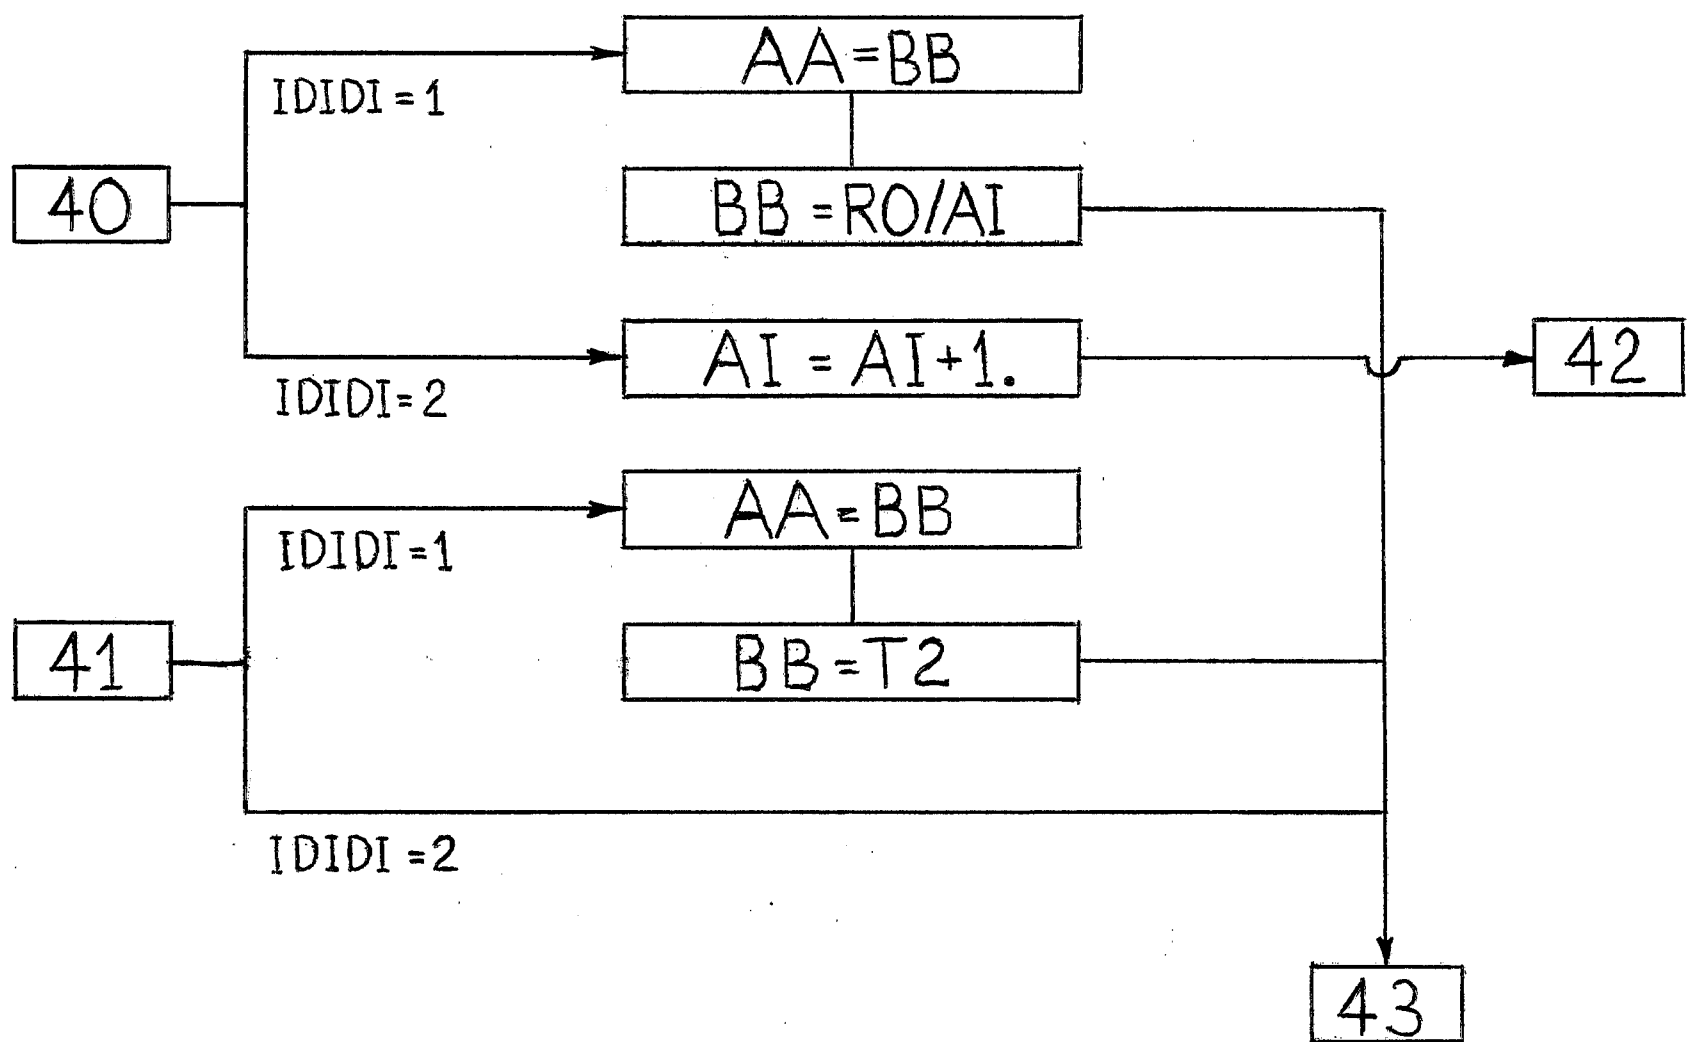 AA=BB
IDIDI=1
40
BB=RO/AI
AI=AI+1.
42
IDIDI=2
AA=BB
IDIDI=1
41
BB=T2
IDIDI=2
43